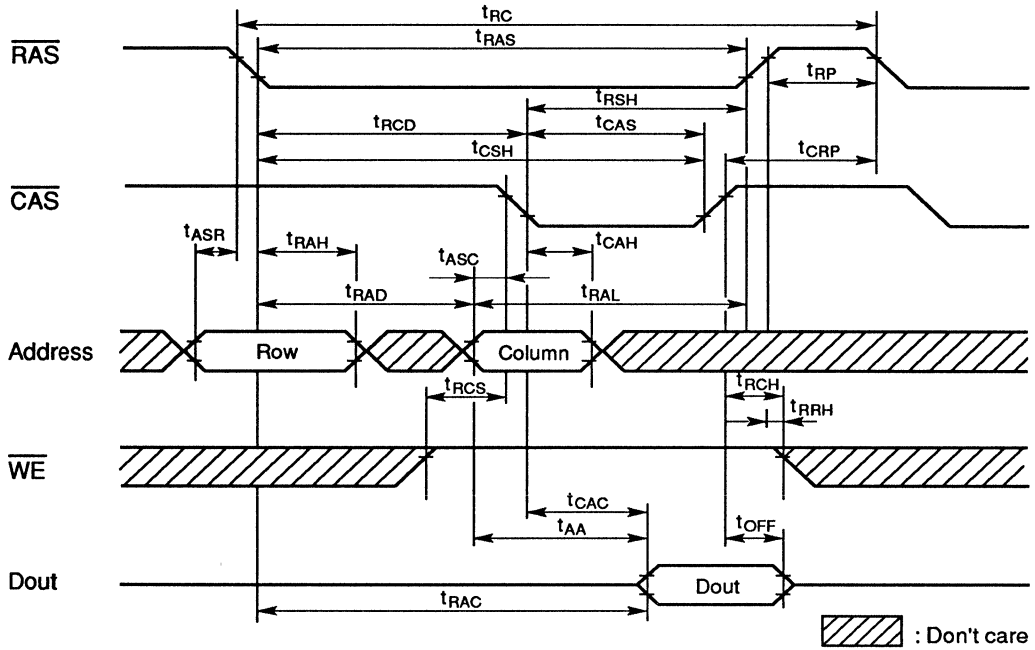 tRC
RAS
tRAS
tRP
tRSH
tRCD
tCAS
tCSH
tCRP
CAS
tASR
tRAH
tASC
tCAH
tRAD
tRAL
Address
Row
Column
tRCS
tRCH
tRRH
WE
tCAC
tAA
tOFF
Dout
Dout
tRAC
: Don't care